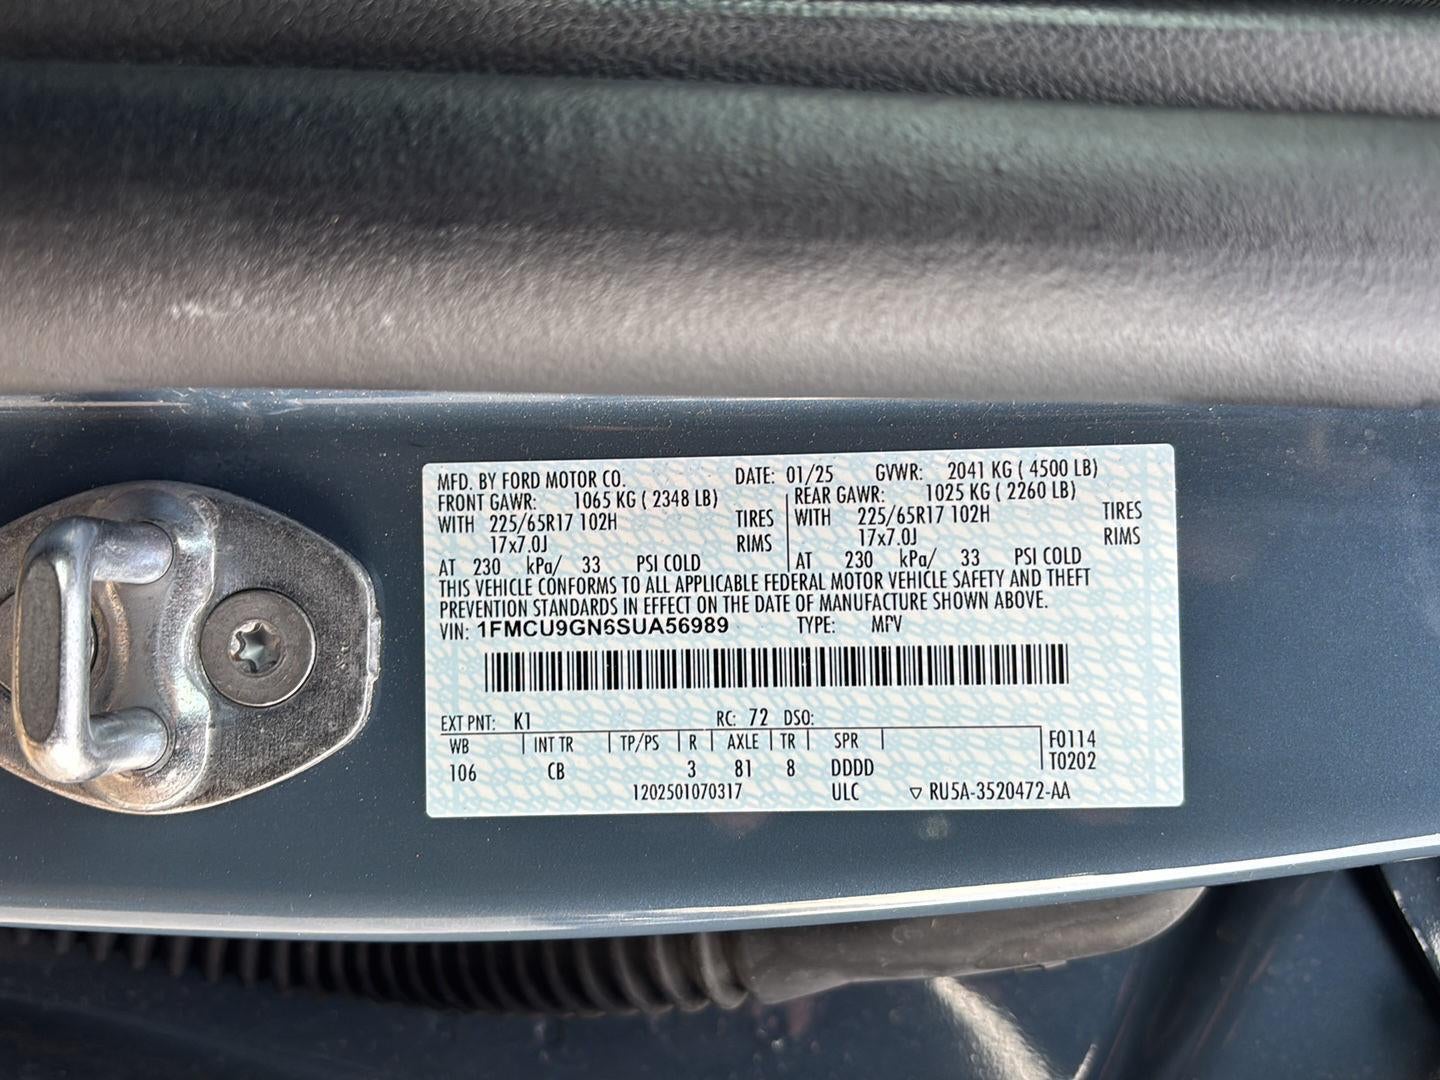 MFD. BY FORD MOTOR CO. DATE: 01/25 GVWR: 2041 KG ( 4500 LB)
FRONT GAWR: 1065 KG ( 2348 LB) REAR GAWR: 1025 KG ( 2260 LB)
WITH 225/65R17 102H TIRES WITH 225/65R17 102H TIRES
17x7.0J RIMS 17x7.0J RIMS
AT 230 kPa/ 33 PSI COLD AT 230 kPa/ 33 PSI COLD
THIS VEHICLE CONFORMS TO ALL APPLICABLE FEDERAL MOTOR VEHICLE SAFETY AND THEFT
PREVENTION STANDARDS IN EFFECT ON THE DATE OF MANUFACTURE SHOWN ABOVE.
VIN: 1FMCU9GN6SUA56989 TYPE: MPV
EXT PNT: K1 RC: 72 DSO:
WB INT TR TP/PS R AXLE TR SPR F0114
106 CB 3 81 8 DDDD T0202
1202501070317 ULC ▽ RU5A-3520472-AA